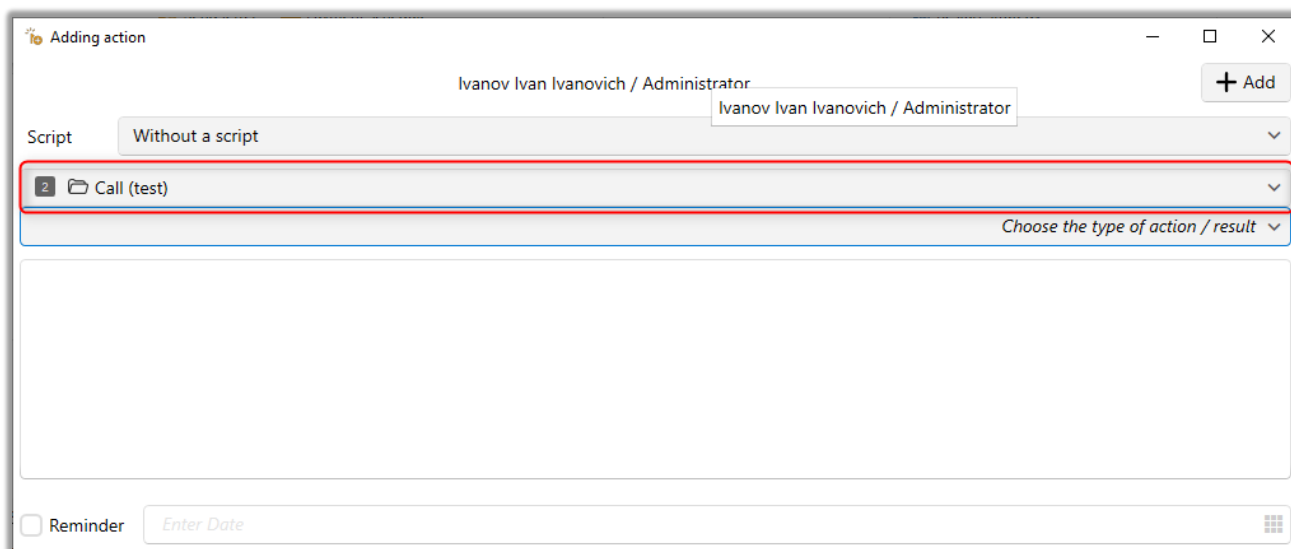 Adding action
Ivanov Ivan Ivanovich / Administrator
Add
Ivanov Ivan Ivanovich / Administrator
Script Without a script
2 Call (test)
Choose the type of action / result
Reminder Enter Date